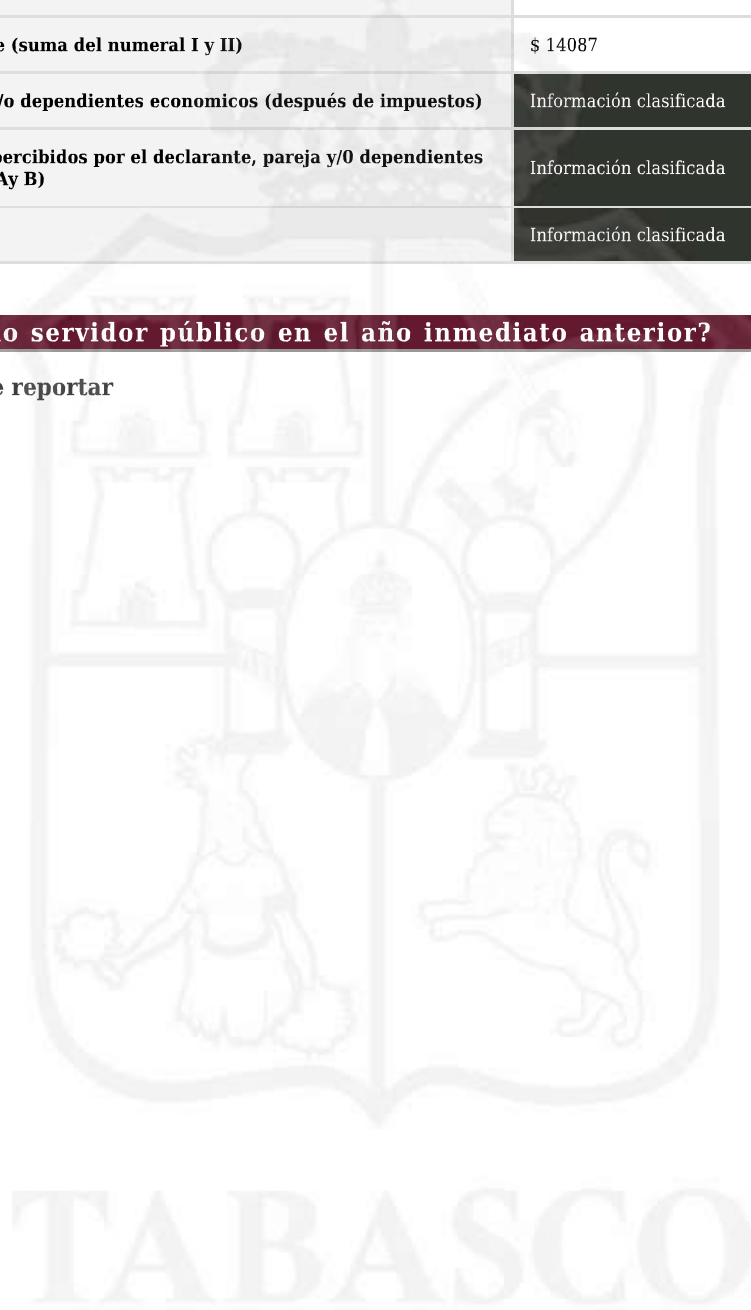 e (suma del numeral I y II)
$ 14087
/o dependientes economicos (después de impuestos)
Información clasificada
percibidos por el declarante, pareja y/0 dependientes
Ay B)
Información clasificada
Información clasificada
o servidor público en el año inmediato anterior?
e reportar
TABASCO